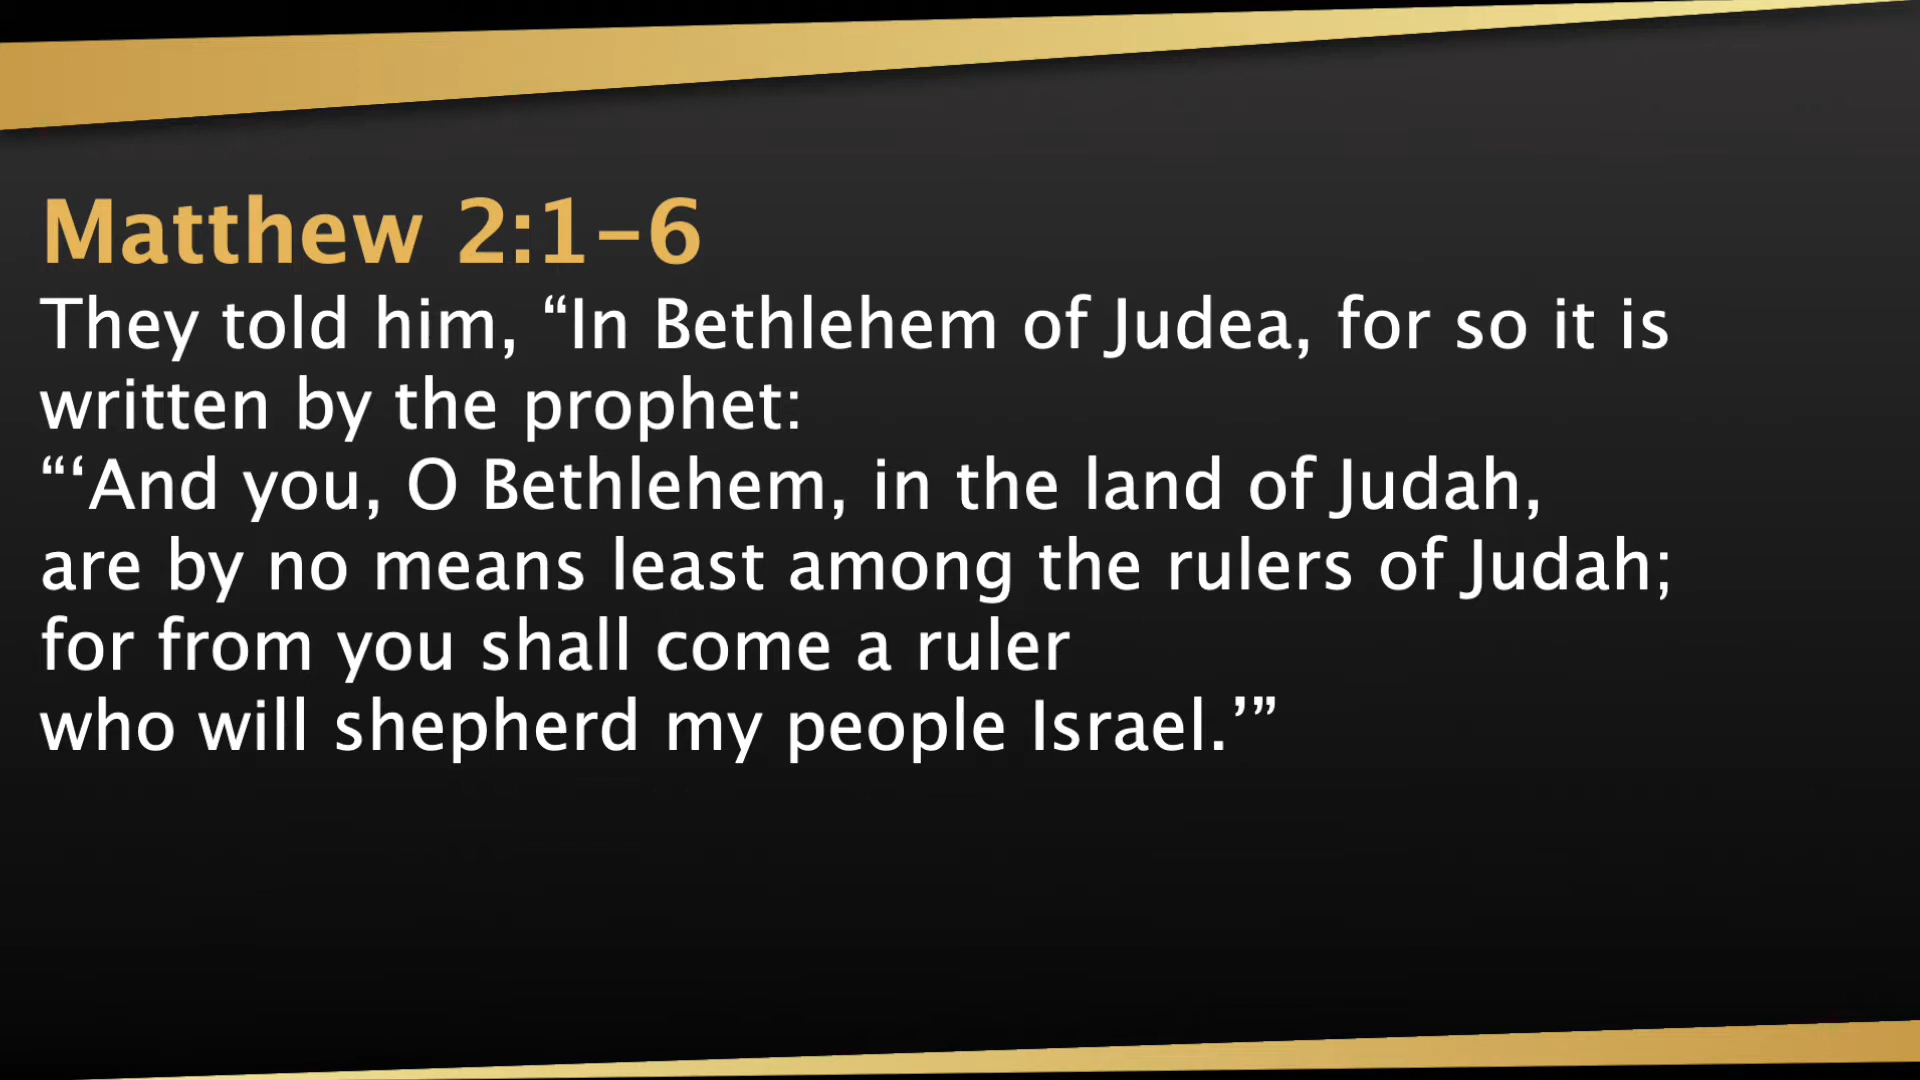 Matthew 2:1–6
They told him, “In Bethlehem of Judea, for so it is
written by the prophet:
“‘And you, O Bethlehem, in the land of Judah,
are by no means least among the rulers of Judah;
for from you shall come a ruler
who will shepherd my people Israel.’”